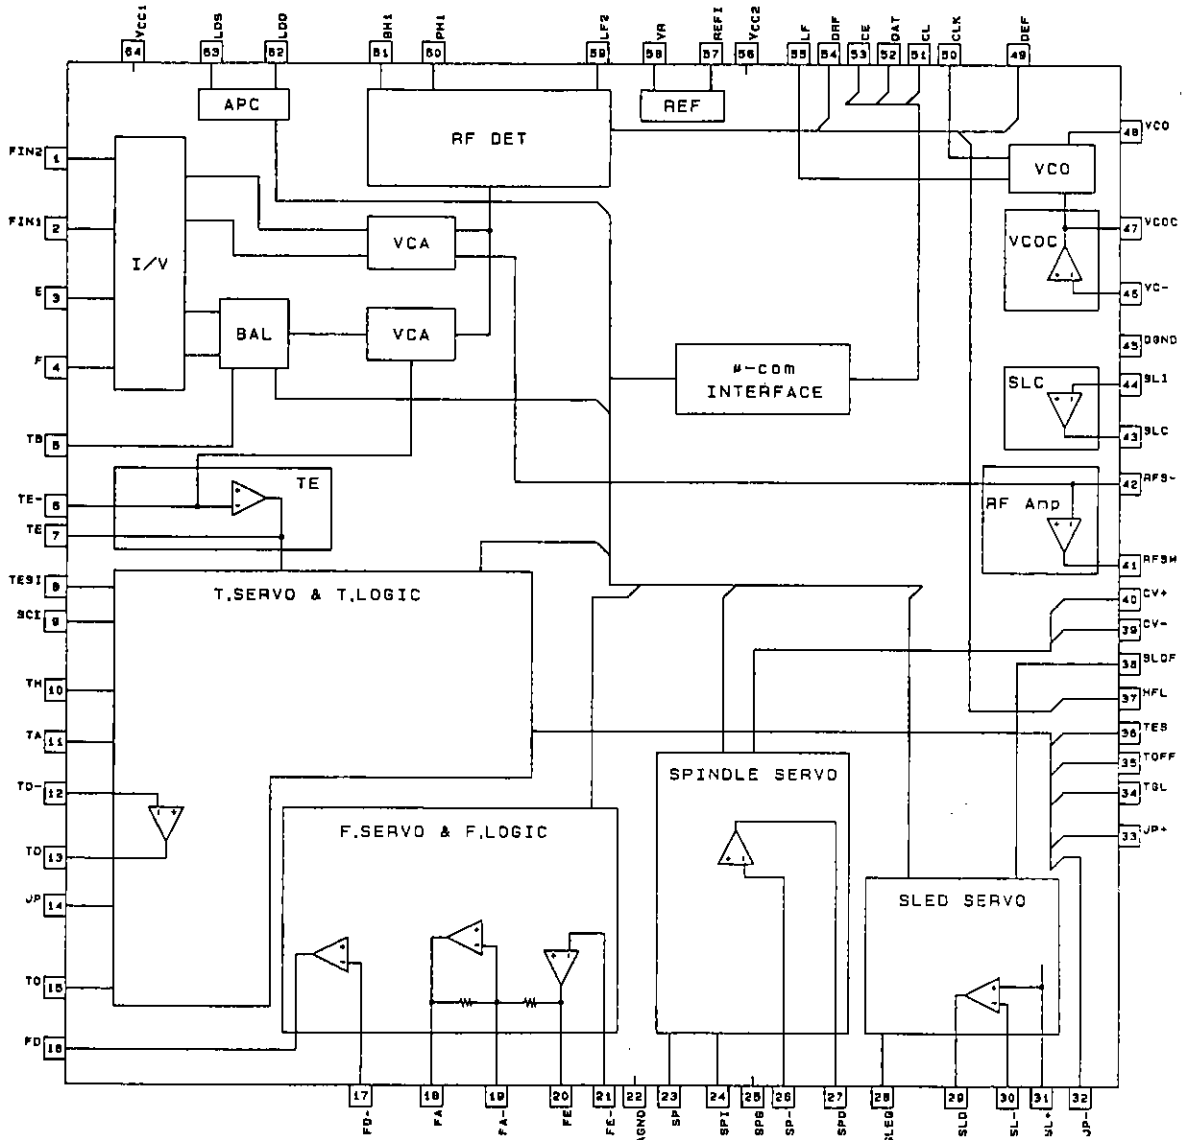 VCC1 LDS LDD BH1 PH1 LF2 VR REFI VCC2 LF DRF CE DAT CL CLK DEF
64 63 62 61 60 59 58 57 56 55 54 53 52 51 50 49
APC
RF DET
REF
FIN2 1
48 VCO
VCO
FIN1 2
VCA
47 VCOC
VCOC
I/V
E 3
46 VC-
BAL
VCA
45 DGND
F 4
μ-com
INTERFACE
SLC
44 SLI
TB 5
43 SLC
TE
42 RFS-
TE- 6
RF Amp
TE 7
41 RFSM
TESI 8
T.SERVO & T.LOGIC
40 CV+
SCI 9
39 CV-
38 SLOF
TH 10
37 HFL
TA 11
36 TES
35 TOFF
SPINDLE SERVO
TD- 12
34 TGL
F.SERVO & F.LOGIC
33 JP+
TD 13
JP 14
SLED SERVO
TO 15
FD 16
17 18 19 20 21 22 23 24 25 26 27 28 29 30 31 32
FD- FA FA- FE FE- AGND SP SPI SPG SP- SPD SLEQ SLD SL- SL+ JP-